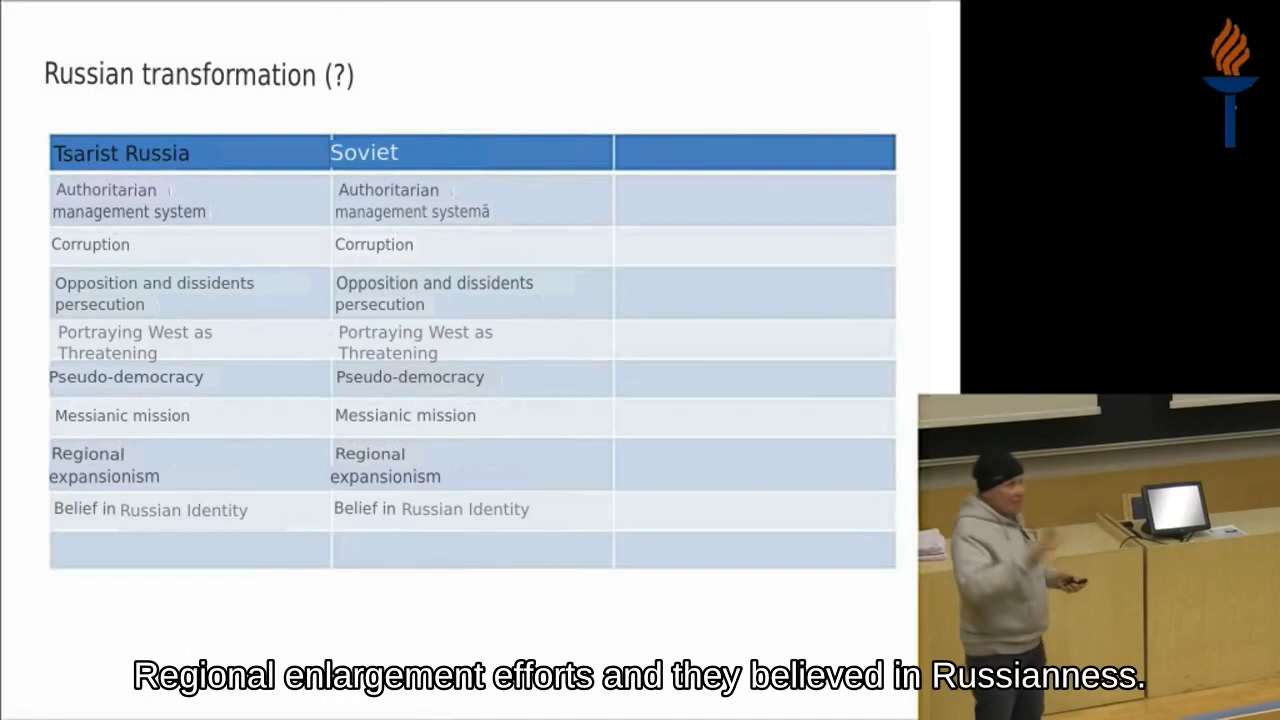 Russian transformation (?)
Tsarist Russia
Soviet
Authoritarian
management system
Authoritarian
management systemä
Corruption
Corruption
Opposition and dissidents
persecution
Opposition and dissidents
persecution
Portraying West as
Threatening
Portraying West as
Threatening
Pseudo-democracy
Pseudo-democracy
Messianic mission
Messianic mission
Regional
expansionism
Regional
expansionism
Belief in Russian Identity
Belief in Russian Identity
Regional enlargement efforts and they believed in Russianness.